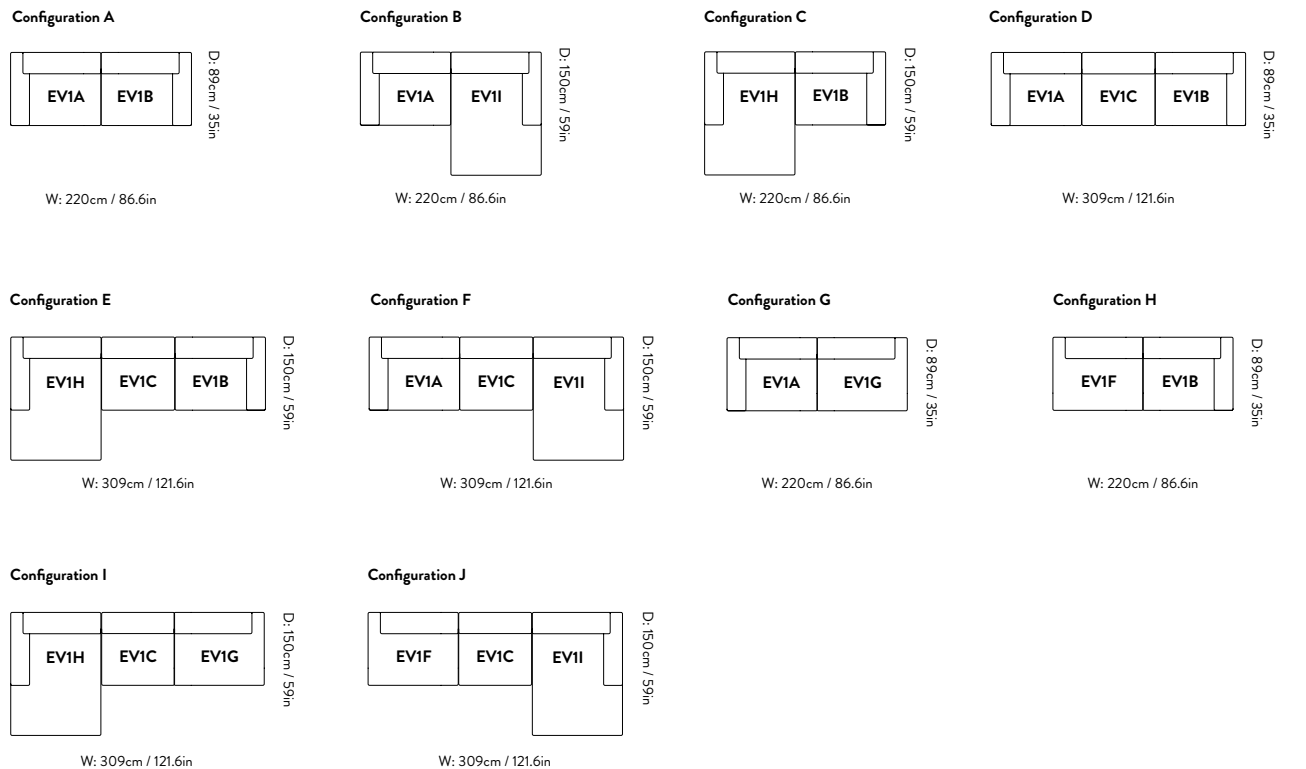 Configuration A
EV1A
EV1B
D: 89cm / 35in
W: 220cm / 86.6in
Configuration B
EV1A
EV1I
D: 150cm / 59in
W: 220cm / 86.6in
Configuration C
EV1H
EV1B
D: 150cm / 59in
W: 220cm / 86.6in
Configuration D
EV1A
EV1C
EV1B
D: 89cm / 35in
W: 309cm / 121.6in
Configuration E
EV1H
EV1C
EV1B
D: 150cm / 59in
W: 309cm / 121.6in
Configuration F
EV1A
EV1C
EV1I
D: 150cm / 59in
W: 309cm / 121.6in
Configuration G
EV1A
EV1G
D: 89cm / 35in
W: 220cm / 86.6in
Configuration H
EV1F
EV1B
D: 89cm / 35in
W: 220cm / 86.6in
Configuration I
EV1H
EV1C
EV1G
D: 150cm / 59in
W: 309cm / 121.6in
Configuration J
EV1F
EV1C
EV1I
D: 150cm / 59in
W: 309cm / 121.6in